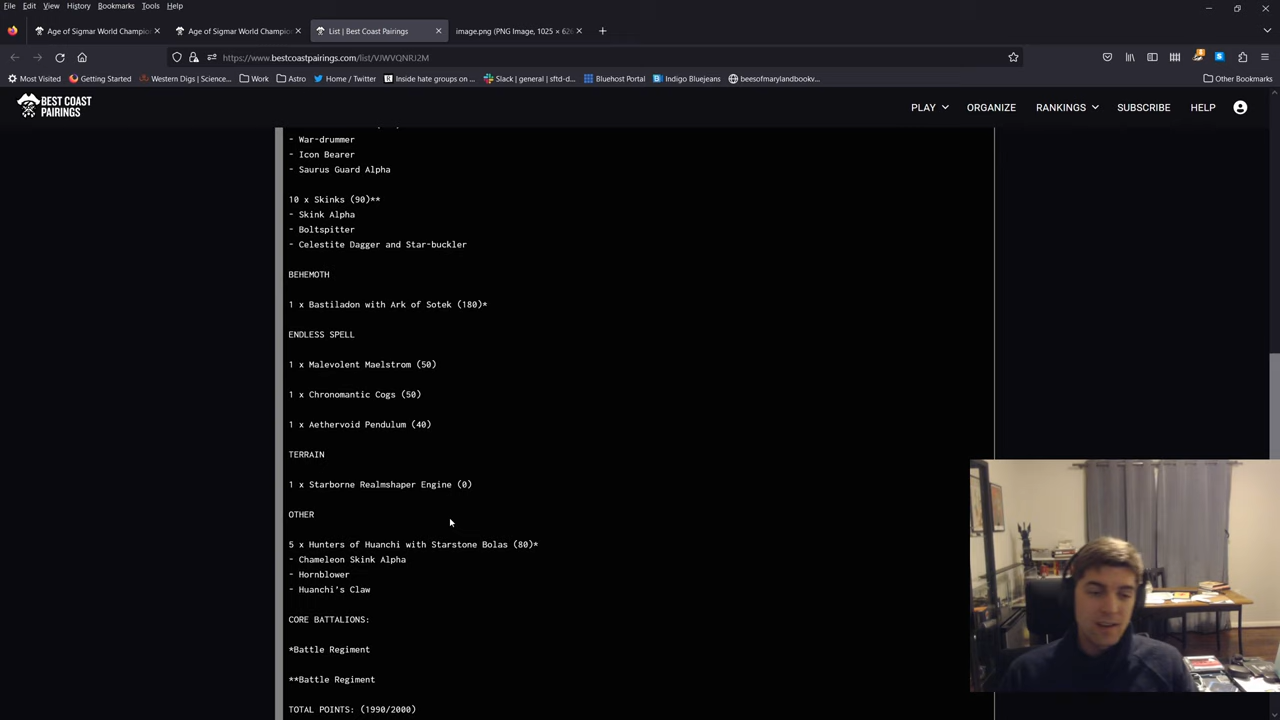 File Edit View History Bookmarks Tools Help
Age of Sigmar World Champion
Age of Sigmar World Champion
List | Best Coast Pairings
image.png (PNG Image, 1025 × 62
https://www.bestcoastpairings.com/list/VJWVQNRJ2M
Most Visited Getting Started Western Digs | Science... Work Astro Home / Twitter Inside hate groups on ... Slack | general | sftd-d... Bluehost Portal Indigo Bluejeans beesofmarylandbookv... Other Bookmarks
BEST COAST
PAIRINGS
PLAY ORGANIZE RANKINGS SUBSCRIBE HELP
- War-drummer
- Icon Bearer
- Saurus Guard Alpha
10 x Skinks (90)**
- Skink Alpha
- Boltspitter
- Celestite Dagger and Star-buckler
BEHEMOTH
1 x Bastiladon with Ark of Sotek (180)*
ENDLESS SPELL
1 x Malevolent Maelstrom (50)
1 x Chronomantic Cogs (50)
1 x Aethervoid Pendulum (40)
TERRAIN
1 x Starborne Realmshaper Engine (0)
OTHER
5 x Hunters of Huanchi with Starstone Bolas (80)*
- Chameleon Skink Alpha
- Hornblower
- Huanchi's Claw
CORE BATTALIONS:
*Battle Regiment
**Battle Regiment
TOTAL POINTS: (1990/2000)